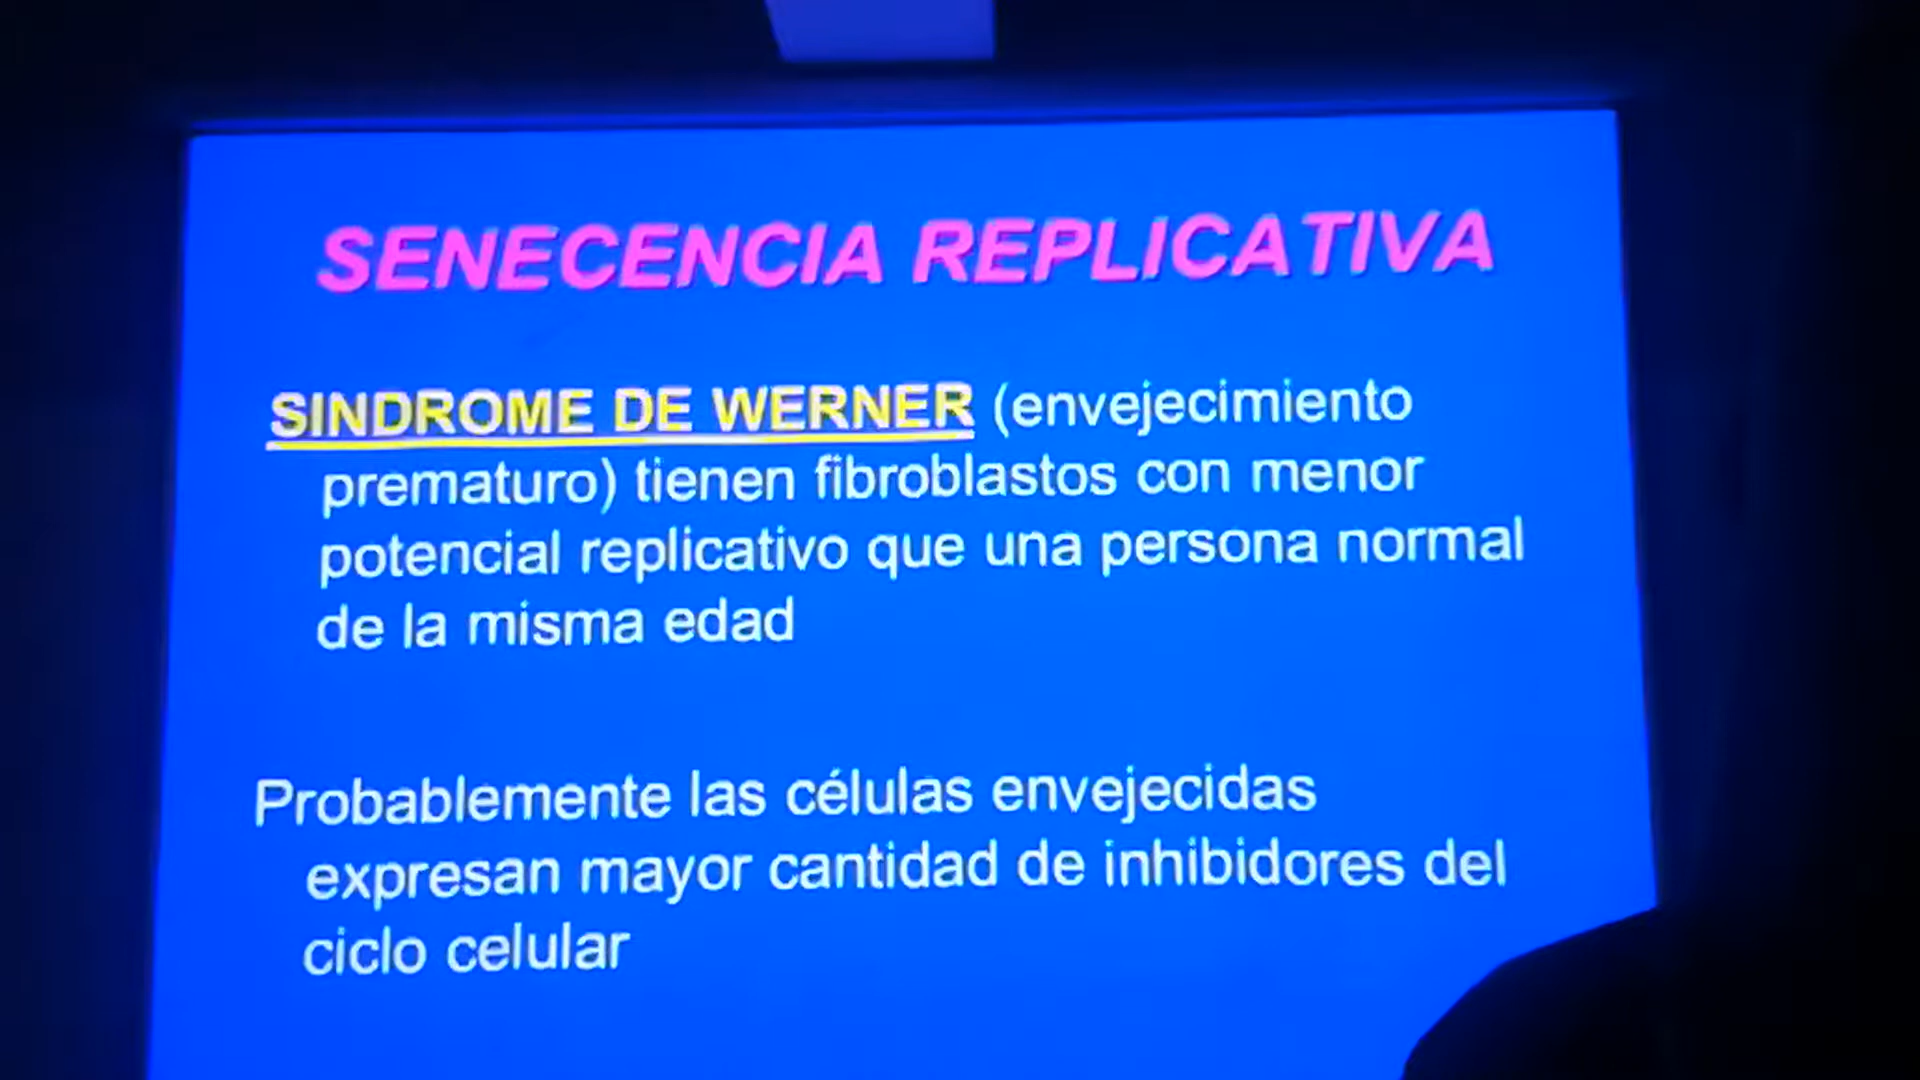 SENECENCIA REPLICATIVA
SINDROME DE WERNER (envejecimiento
prematuro) tienen fibroblastos con menor
potencial replicativo que una persona normal
de la misma edad
Probablemente las células envejecidas
expresan mayor cantidad de inhibidores del
ciclo celular